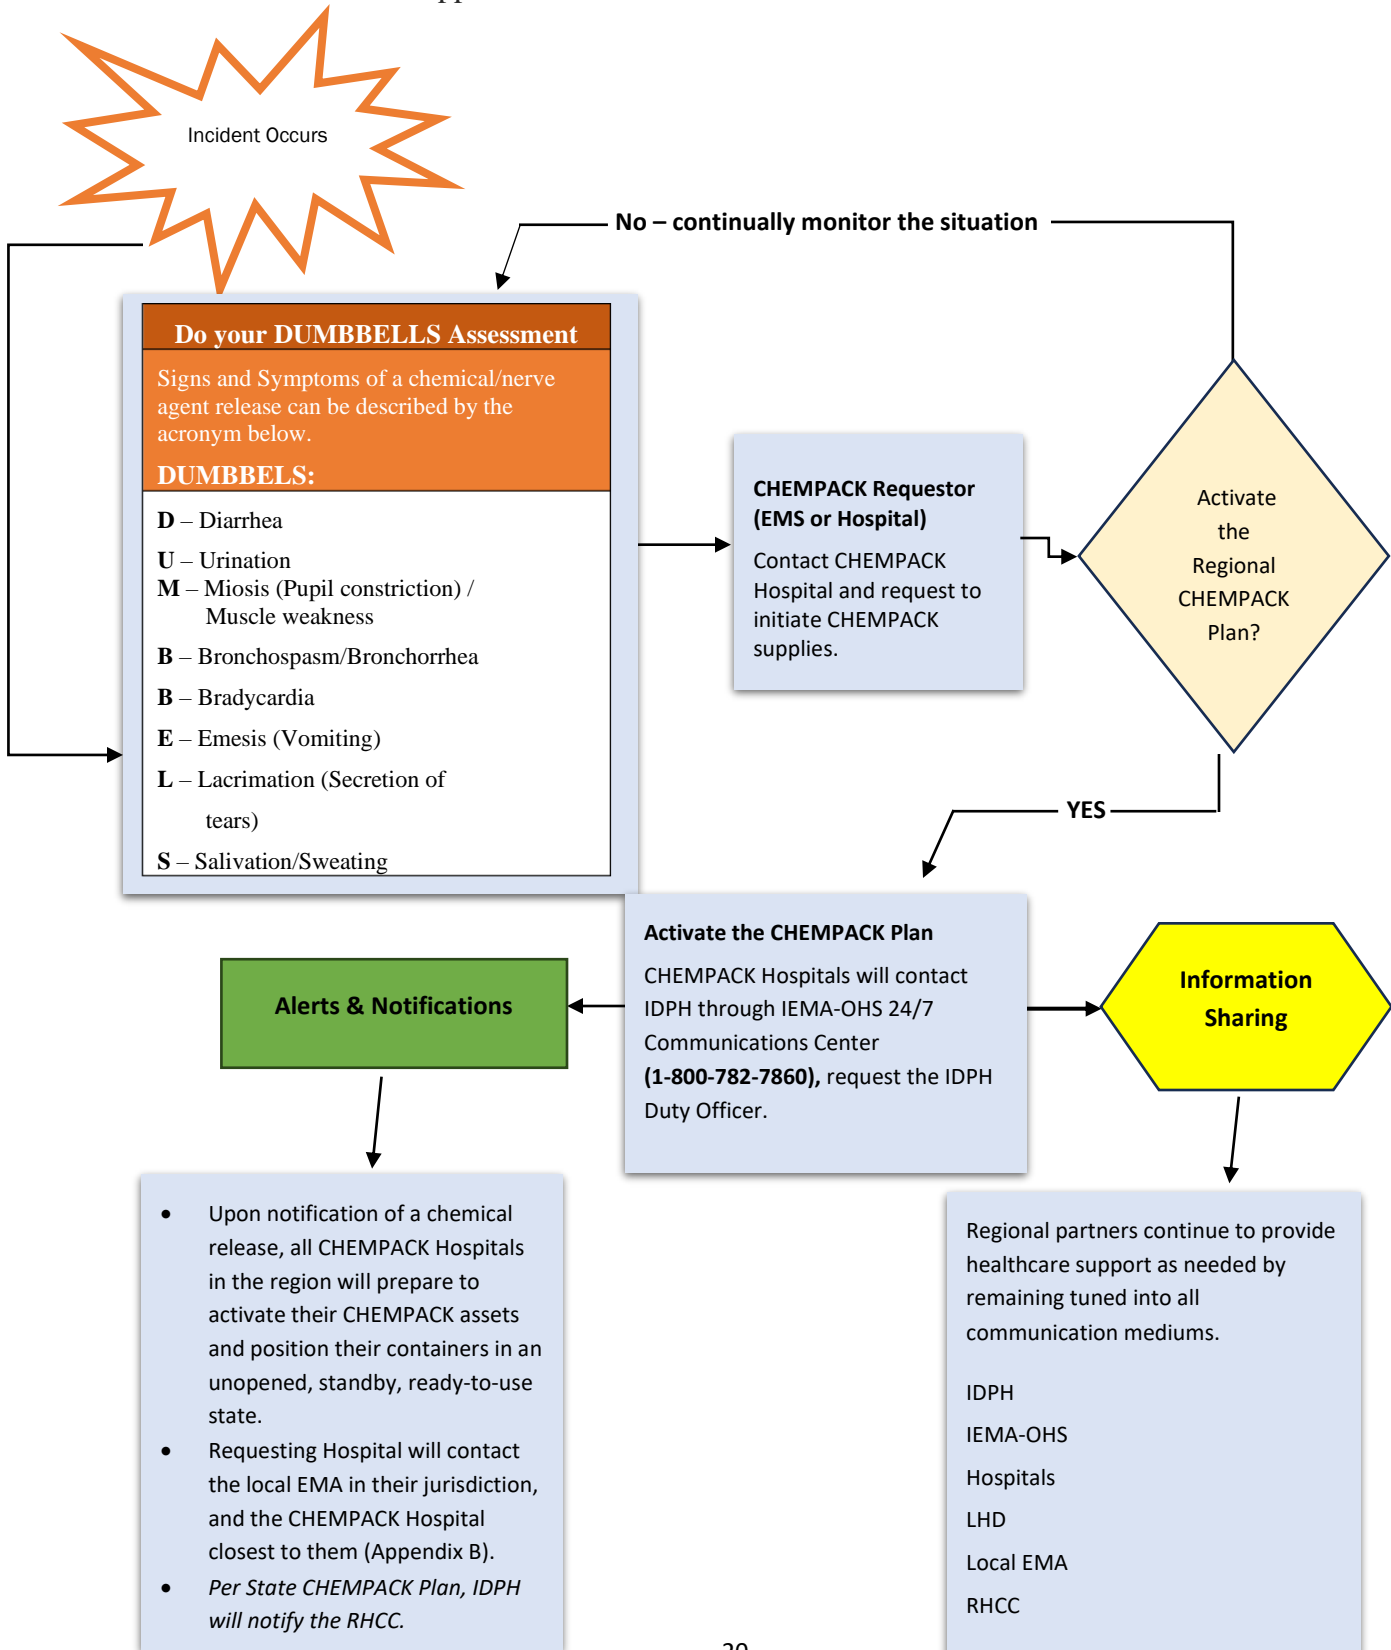 Incident Occurs
No – continually monitor the situation
Do your DUMBBELLS Assessment
Signs and Symptoms of a chemical/nerve
agent release can be described by the
acronym below.
DUMBBELS:
D – Diarrhea
U – Urination
M – Miosis (Pupil constriction) /
Muscle weakness
B – Bronchospasm/Bronchorrhea
B – Bradycardia
E – Emesis (Vomiting)
L – Lacrimation (Secretion of
tears)
S – Salivation/Sweating
CHEMPACK Requestor
(EMS or Hospital)
Contact CHEMPACK
Hospital and request to
initiate CHEMPACK
supplies.
Activate
the
Regional
CHEMPACK
Plan?
YES
Activate the CHEMPACK Plan
CHEMPACK Hospitals will contact
IDPH through IEMA-OHS 24/7
Communications Center
(1-800-782-7860), request the IDPH
Duty Officer.
Alerts & Notifications
Information
Sharing
• Upon notification of a chemical
release, all CHEMPACK Hospitals
in the region will prepare to
activate their CHEMPACK assets
and position their containers in an
unopened, standby, ready-to-use
state.
• Requesting Hospital will contact
the local EMA in their jurisdiction,
and the CHEMPACK Hospital
closest to them (Appendix B).
• Per State CHEMPACK Plan, IDPH
will notify the RHCC.
Regional partners continue to provide
healthcare support as needed by
remaining tuned into all
communication mediums.
IDPH
IEMA-OHS
Hospitals
LHD
Local EMA
RHCC